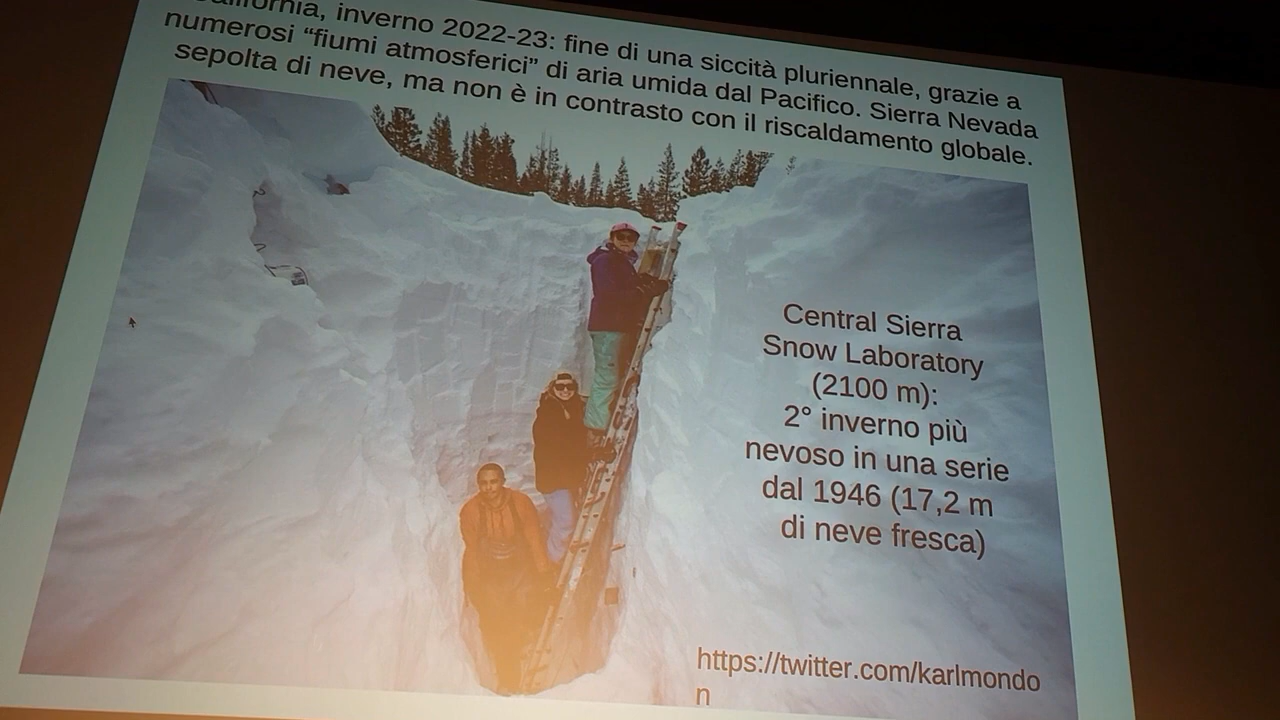 California, inverno 2022-23: fine di una siccità pluriennale, grazie a
numerosi “fiumi atmosferici” di aria umida dal Pacifico. Sierra Nevada
sepolta di neve, ma non è in contrasto con il riscaldamento globale.
Central Sierra
Snow Laboratory
(2100 m):
2° inverno più
nevoso in una serie
dal 1946 (17,2 m
di neve fresca)
https://twitter.com/karlmondo
n